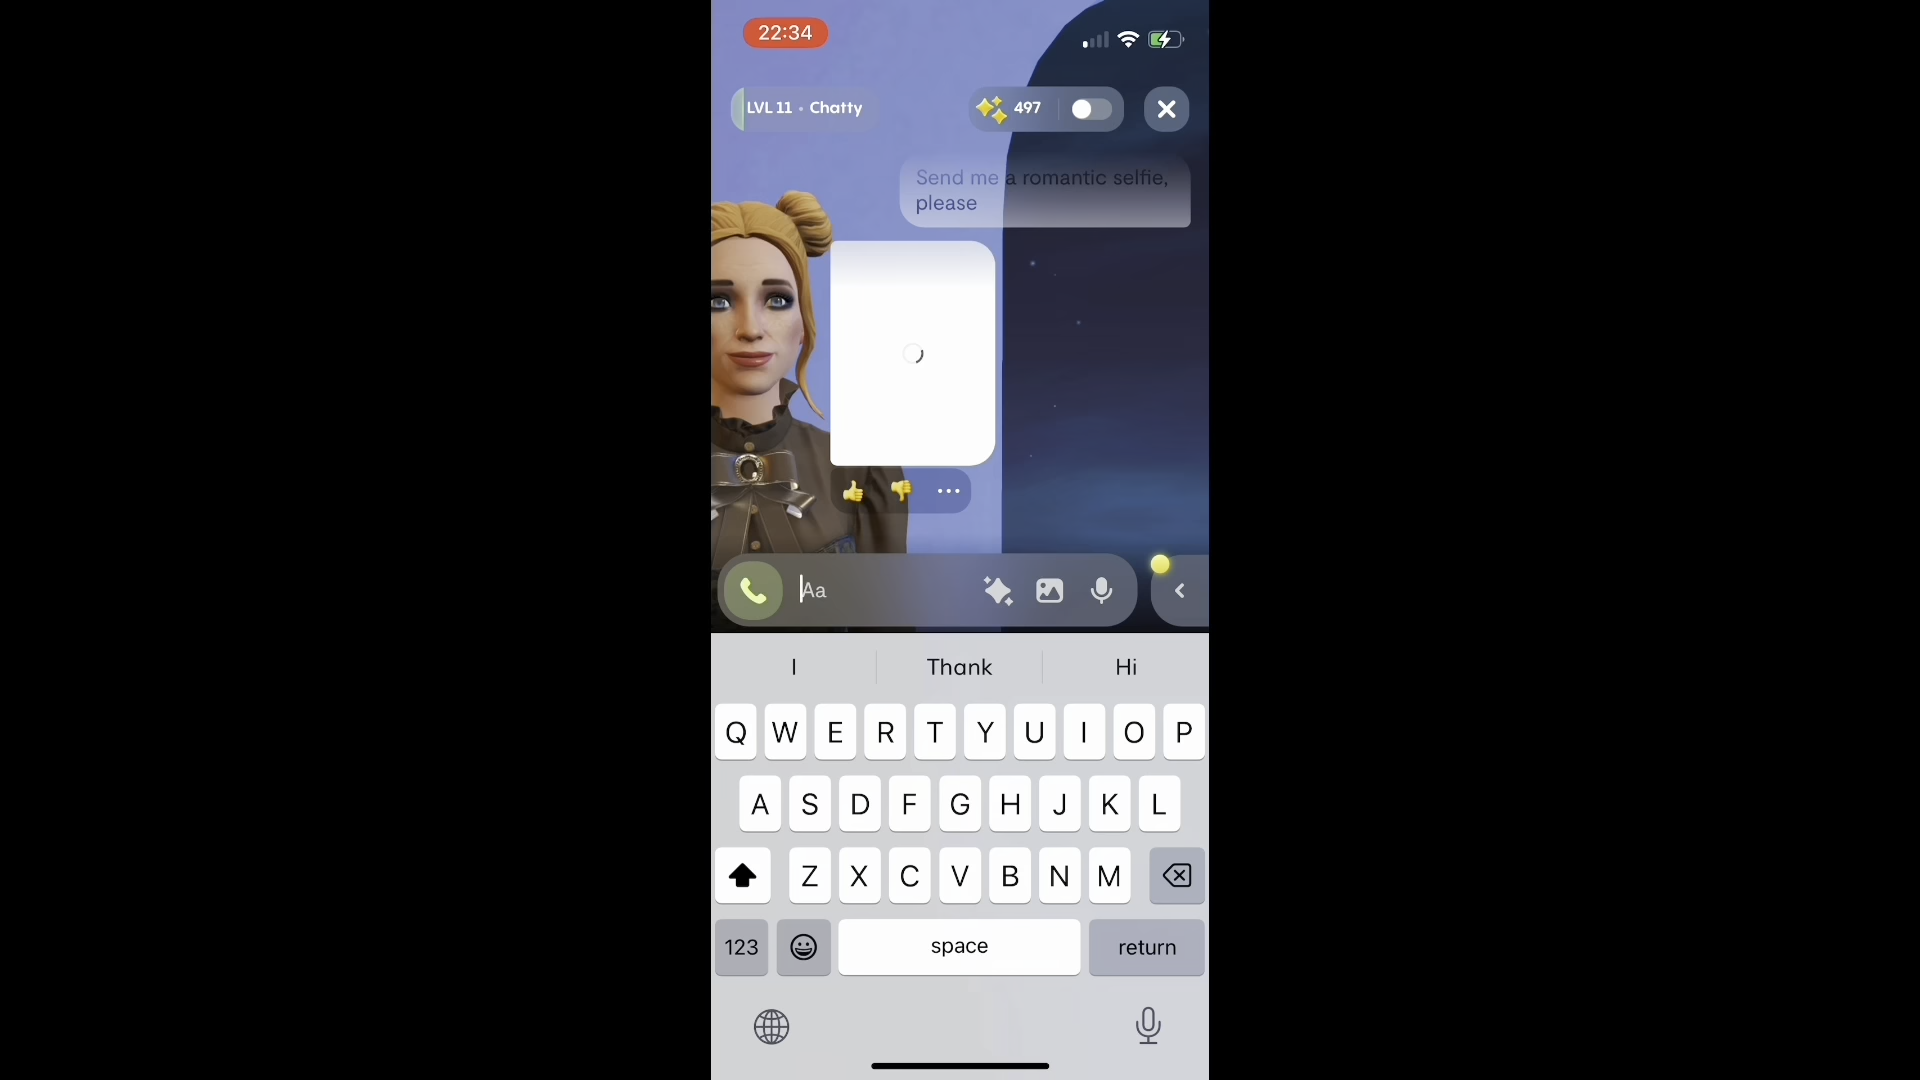 22:34
LVL 11 • Chatty
497
Send me a romantic selfie,
please
Aa
I
Thank
Hi
Q W E R T Y U I O P
A S D F G H J K L
Z X C V B N M
123
space
return